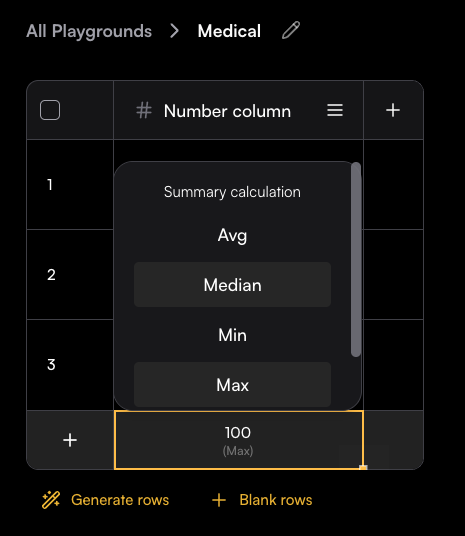 All Playgrounds > Medical
# Number column +
Summary calculation
1
Avg
Median
2
Min
3
Max
+ 100
(Max)
Generate rows + Blank rows